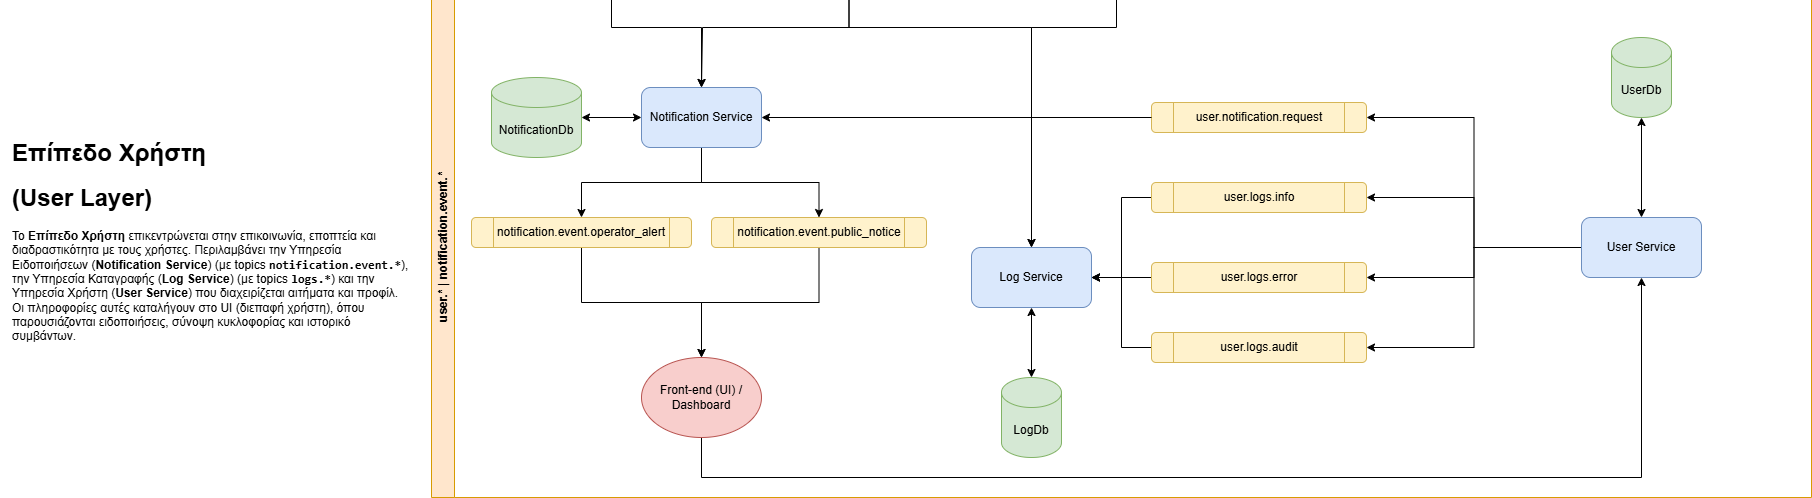 Επίπεδο Χρήστη
(User Layer)
Το Επίπεδο Χρήστη επικεντρώνεται στην επικοινωνία, εποπτεία και
διαδραστικότητα με τους χρήστες. Περιλαμβάνει την Υπηρεσία
Ειδοποιήσεων (Notification Service) (με topics notification.event.*),
την Υπηρεσία Καταγραφής (Log Service) (με topics logs.*) και την
Υπηρεσία Χρήστη (User Service) που διαχειρίζεται αιτήματα και προφίλ.
Οι πληροφορίες αυτές καταλήγουν στο UI (διεπαφή χρήστη), όπου
παρουσιάζονται ειδοποιήσεις, σύνοψη κυκλοφορίας και ιστορικό
συμβάντων.
user.* | notification.event.*
NotificationDb
Notification Service
user.notification.request
UserDb
user.logs.info
notification.event.operator_alert
notification.event.public_notice
User Service
Log Service
user.logs.error
user.logs.audit
Front-end (UI) /
Dashboard
LogDb